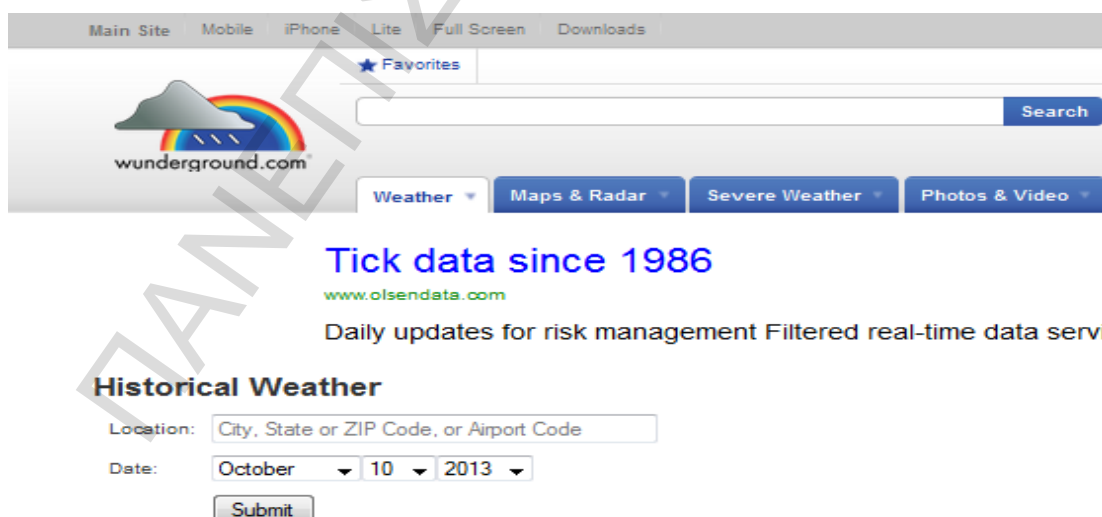 Main Site Mobile iPhone Lite Full Screen Downloads
Favorites
Search
wunderground.com
Weather Maps & Radar Severe Weather Photos & Video
Tick data since 1986
www.olsendata.com
Daily updates for risk management Filtered real-time data servi
Historical Weather
Location: City, State or ZIP Code, or Airport Code
Date: October 10 2013
Submit
ΠΑΝΕΠΙΣ